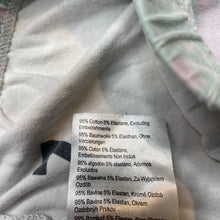 95% Cotton 5% Elastane, Excluding
Embellishments
95% Baumwolle 5% Elasthan, Ohne
Verzierungen
95% Coton 5% Elastane,
Embellissements Non Inclus
95% algodón 5% elastano, Adornos
Excluidos
95% Bawełna 5% Elastan, Za Wyjątkiem
Ozdób
95% Bavlna 5% Elastan, Kromě Ozdob
95% Bavlna 5% Elastan, Okrem
Ozdobných Prvkov